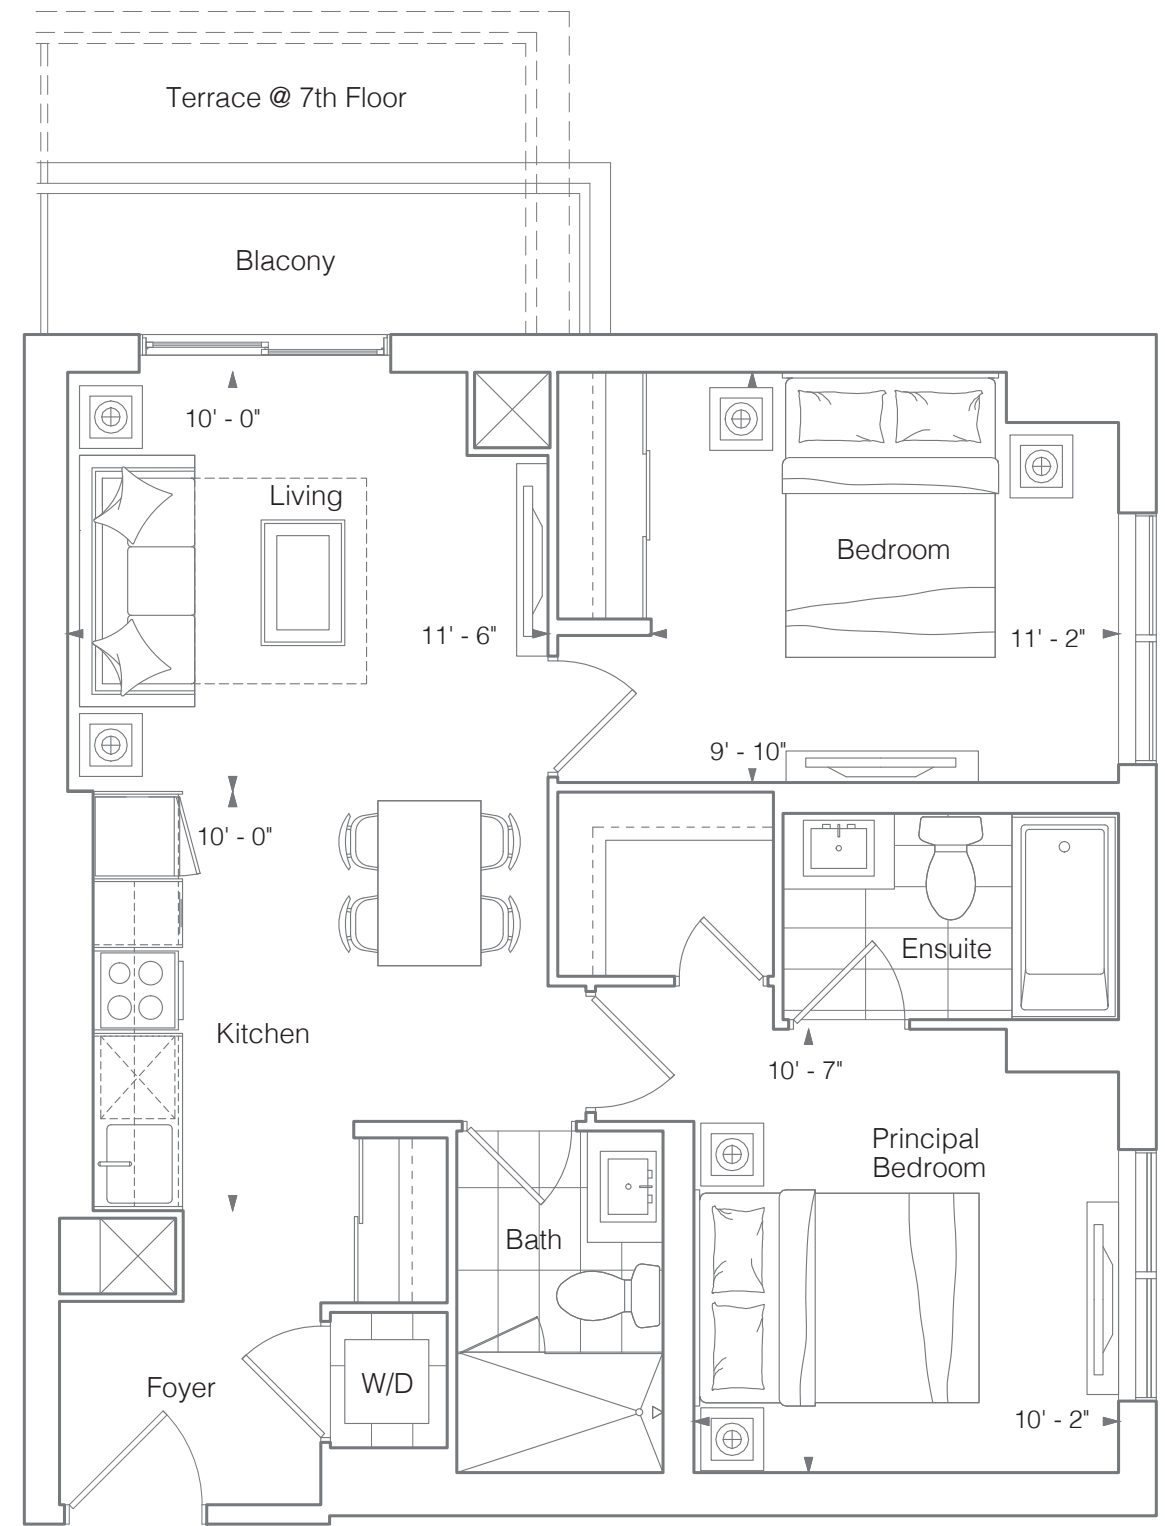 Terrace @ 7th Floor
Blacony
10' - 0"
Living
Bedroom
11' - 6"
11' - 2"
9' - 10"
10' - 0"
Ensuite
Kitchen
10' - 7"
Principal
Bedroom
Bath
Foyer
W/D
10' - 2"